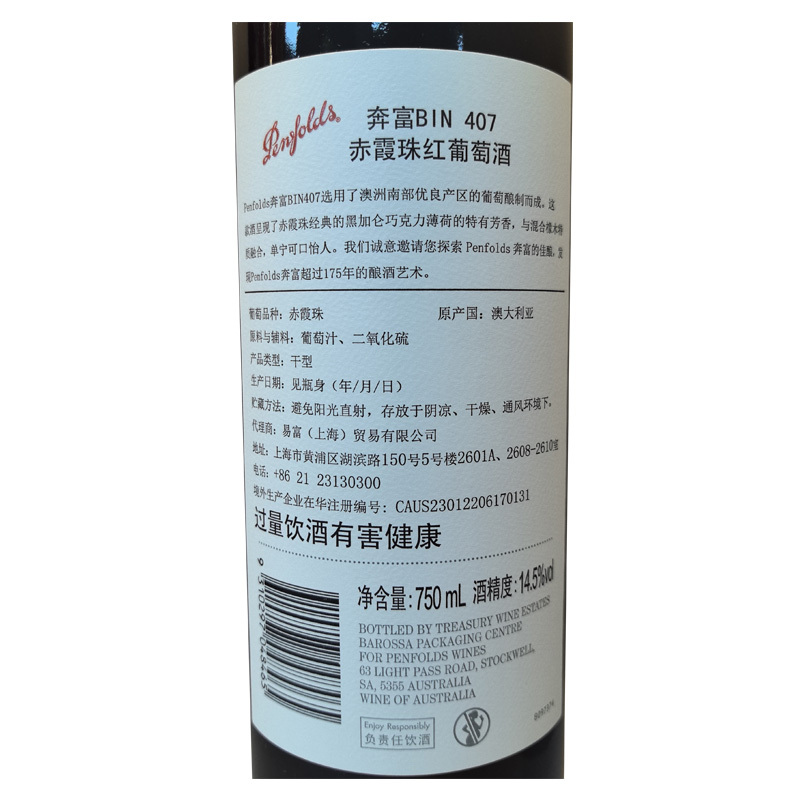 Penfolds
奔富BIN 407
赤霞珠红葡萄酒
Penfolds奔富BIN407选用了澳洲南部优良产区的葡萄酿制而成。这
款酒呈现了赤霞珠经典的黑加仑巧克力薄荷的特有芳香，与混合橡木特
质融合，单宁可口怡人。我们诚意邀请您探索 Penfolds 奔富的佳酿，发
现Penfolds奔富超过175年的酿酒艺术。
葡萄品种：赤霞珠 原产国：澳大利亚
原料与辅料：葡萄汁、二氧化硫
产品类型：干型
生产日期：见瓶身（年/月/日）
贮藏方法：避免阳光直射，存放于阴凉、干燥、通风环境下。
代理商：易富（上海）贸易有限公司
地址：上海市黄浦区湖滨路150号5号楼2601A、2608-2610室
电话：+86 21 23130300
境外生产企业在华注册编号：CAUS23012206170131
过量饮酒有害健康
净含量：750 mL 酒精度：14.5%vol
BOTTLED BY TREASURY WINE ESTATES
BAROSSA PACKAGING CENTRE
FOR PENFOLDS WINES
63 LIGHT PASS ROAD, STOCKWELL,
SA, 5355 AUSTRALIA
WINE OF AUSTRALIA
9 310297 048465
Enjoy Responsibly
负责任饮酒